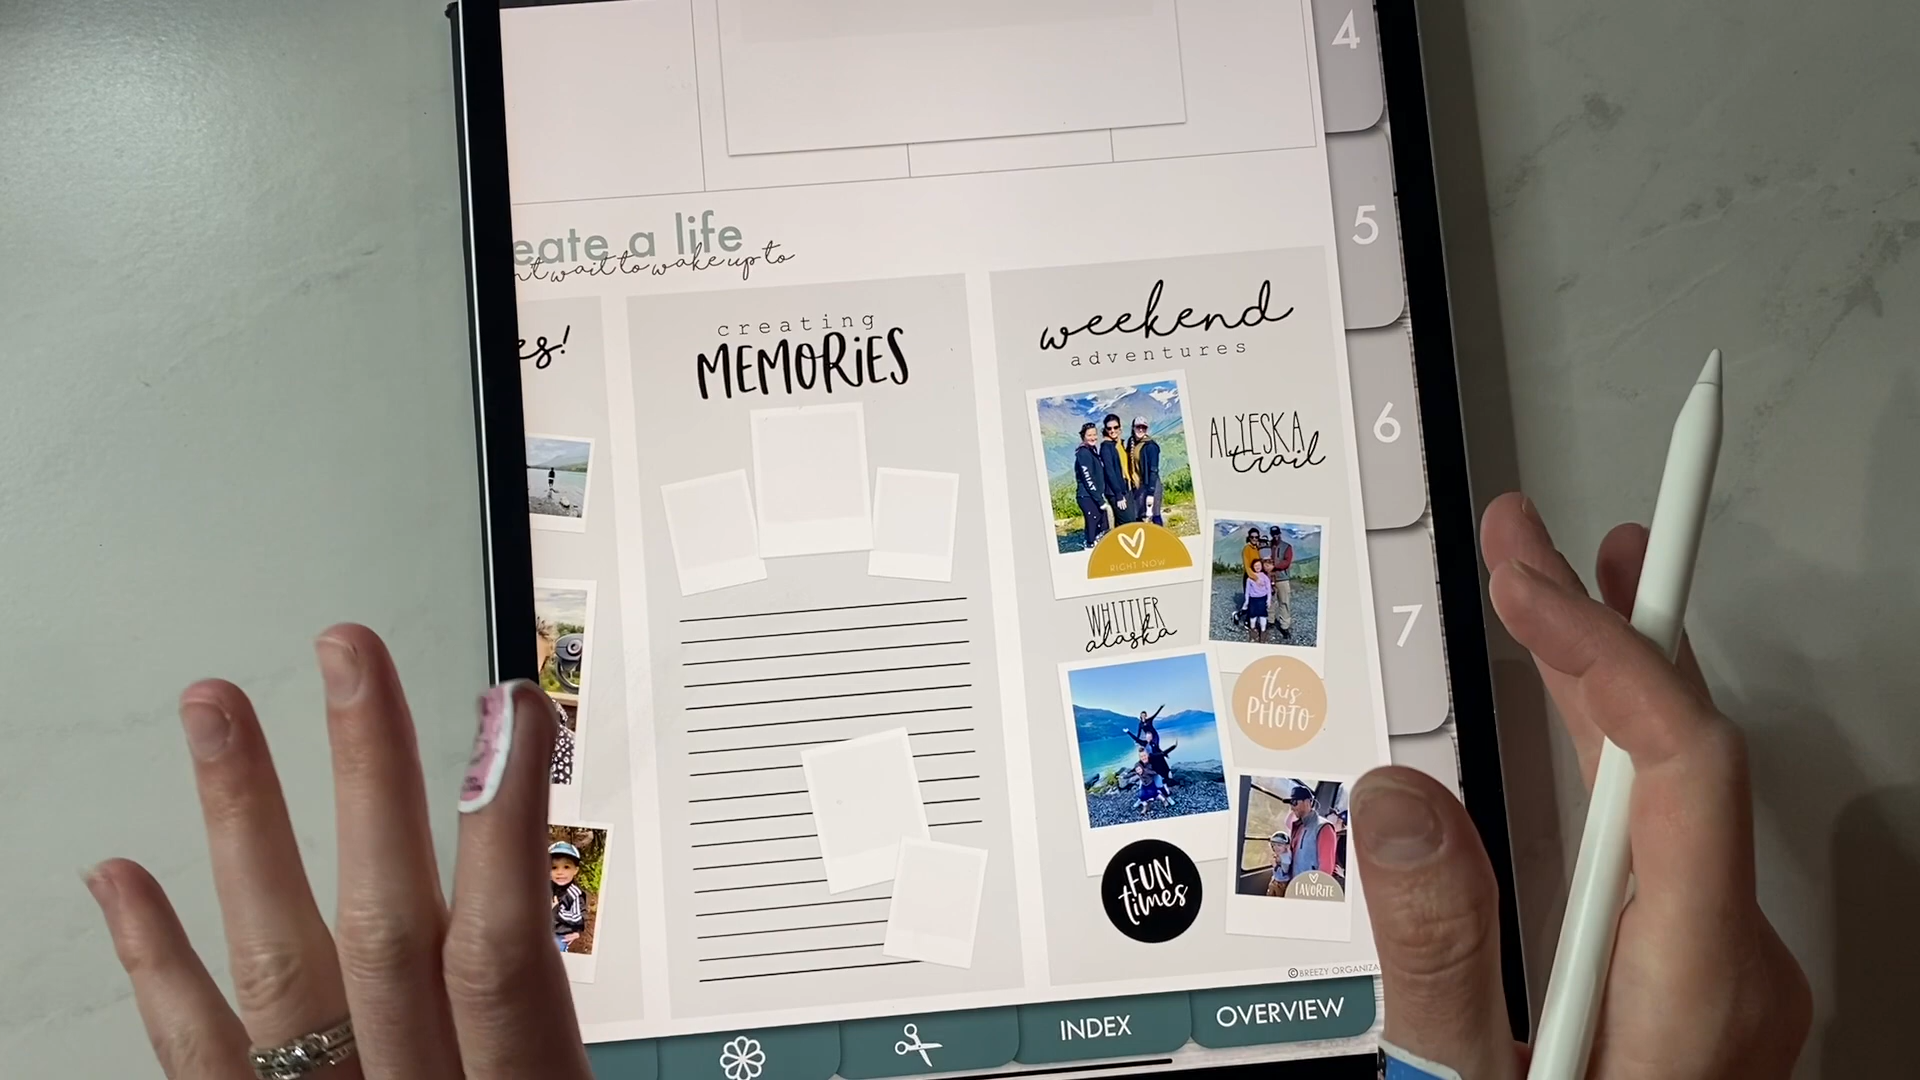 4
5
6
7
eate a life
nt wait to wake up to
es!
creating
MEMORIES
weekend
adventures
ARIAT
ALYESKA
trail
RIGHT NOW
WHITTIER
alaska
this
PHOTO
FUN
times
FAVORITE
©BREEZY ORGANIZA
INDEX
OVERVIEW